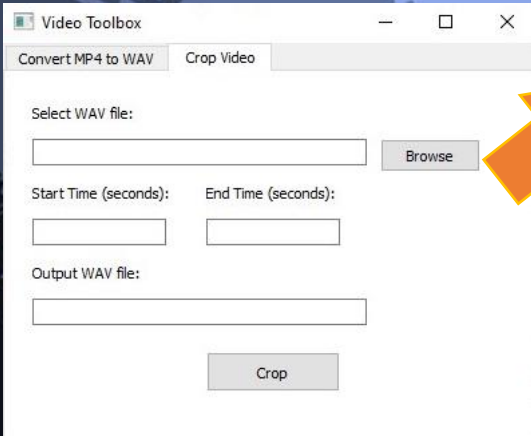 Video Toolbox
Convert MP4 to WAV Crop Video
Select WAV file:
Browse
Start Time (seconds): End Time (seconds):
Output WAV file:
Crop